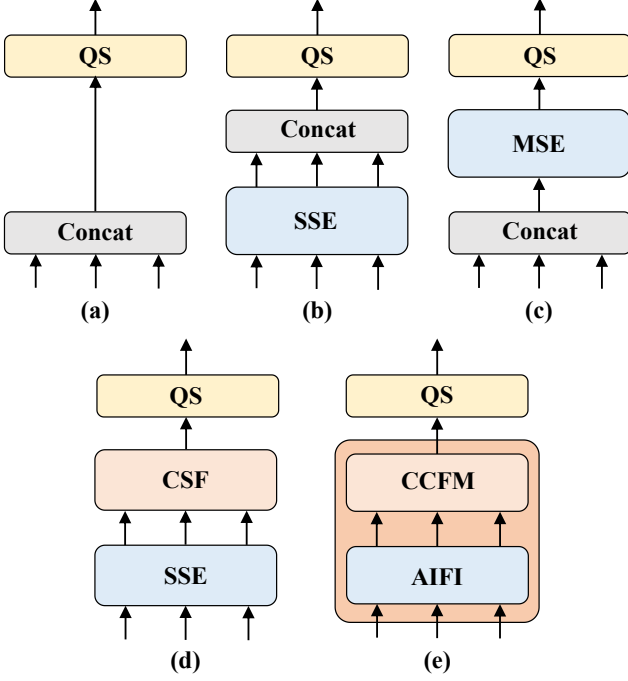 QS
Concat
(a)
QS
Concat
SSE
(b)
QS
MSE
Concat
(c)
QS
CSF
SSE
(d)
QS
CCFM
AIFI
(e)